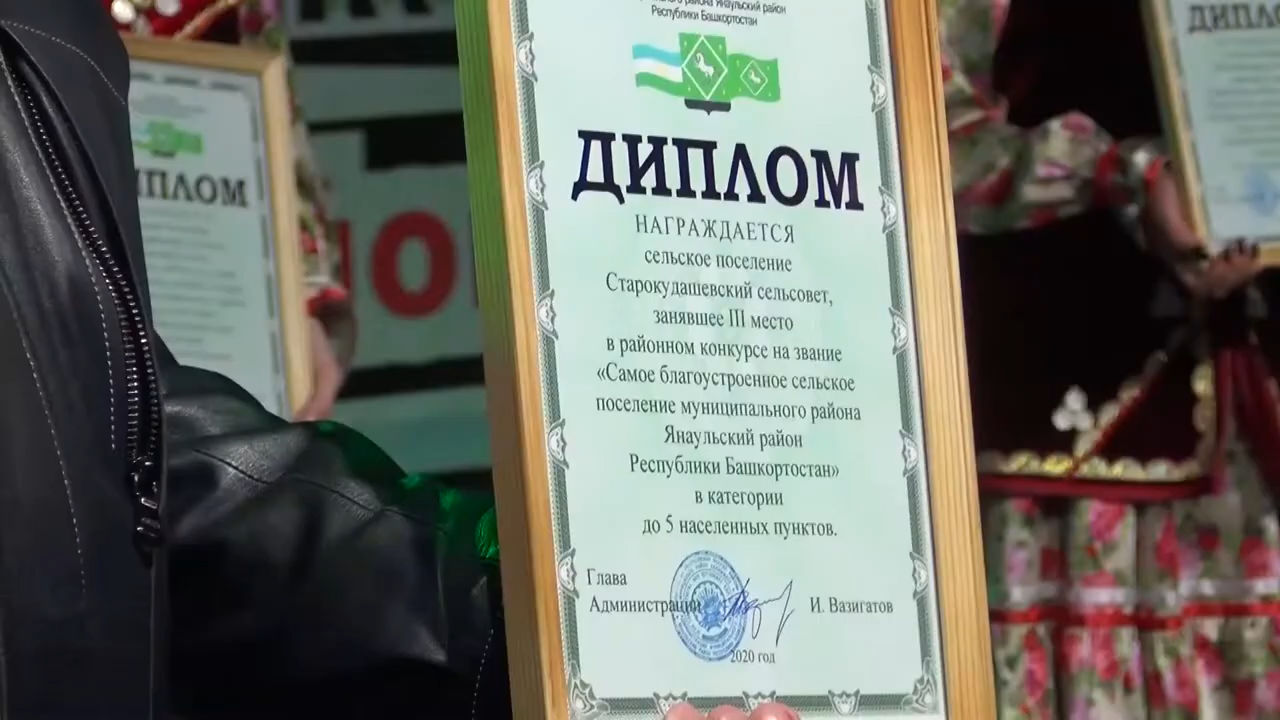 района Янаульский район
Республики Башкортостан
ДИПЛОМ
НАГРАЖДАЕТСЯ
сельское поселение
Старокудашевский сельсовет,
занявшее III место
в районном конкурсе на звание
«Самое благоустроенное сельское
поселение муниципального района
Янаульский район
Республики Башкортостан»
в категории
до 5 населенных пунктов.
Глава
Администрации И. Вазигатов
2020 год
ИПЛОМ
ДИПЛО